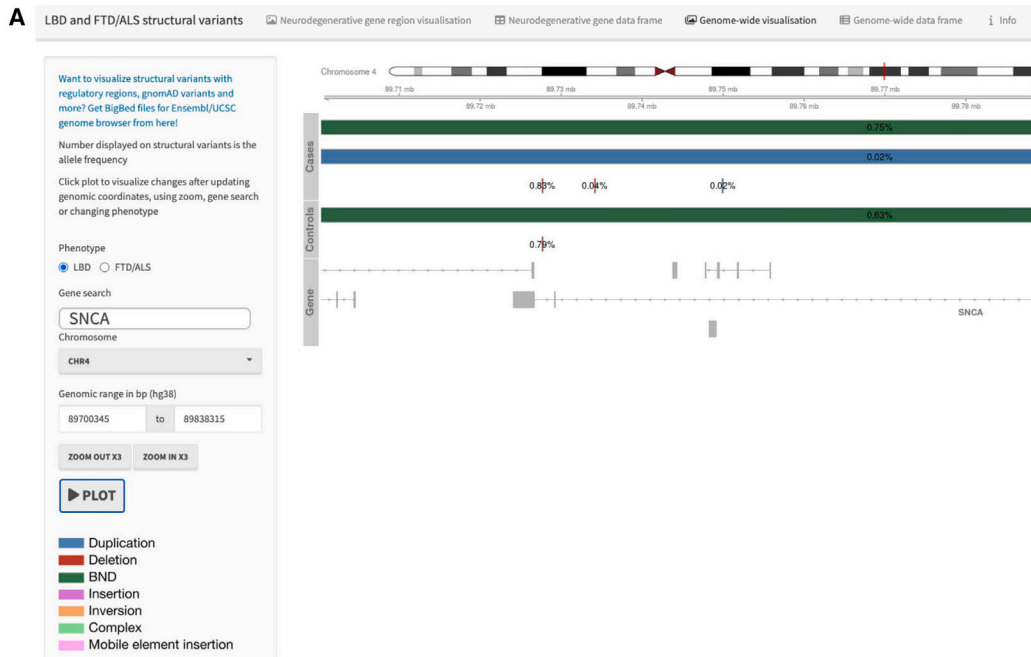 A
LBD and FTD/ALS structural variants
Neurodegenerative gene region visualisation
Neurodegenerative gene data frame
Genome-wide visualisation
Genome-wide data frame
i Info
Want to visualize structural variants with
regulatory regions, gnomAD variants and
more? Get BigBed files for Ensembl/UCSC
genome browser from here!
Number displayed on structural variants is the
allele frequency
Click plot to visualize changes after updating
genomic coordinates, using zoom, gene search
or changing phenotype
Phenotype
LBD FTD/ALS
Gene search
SNCA
Chromosome
CHR4
Genomic range in bp (hg38)
89700345 to 89838315
ZOOM OUT X3 ZOOM IN X3
PLOT
Duplication
Deletion
BND
Insertion
Inversion
Complex
Mobile element insertion
Chromosome 4
89.71 mb 89.73 mb 89.75 mb 89.77 mb
89.72 mb 89.74 mb 89.76 mb 89.78 mb
Cases
0.75%
0.02%
0.83% 0.04% 0.02%
Controls
0.63%
0.79%
Gene
SNCA